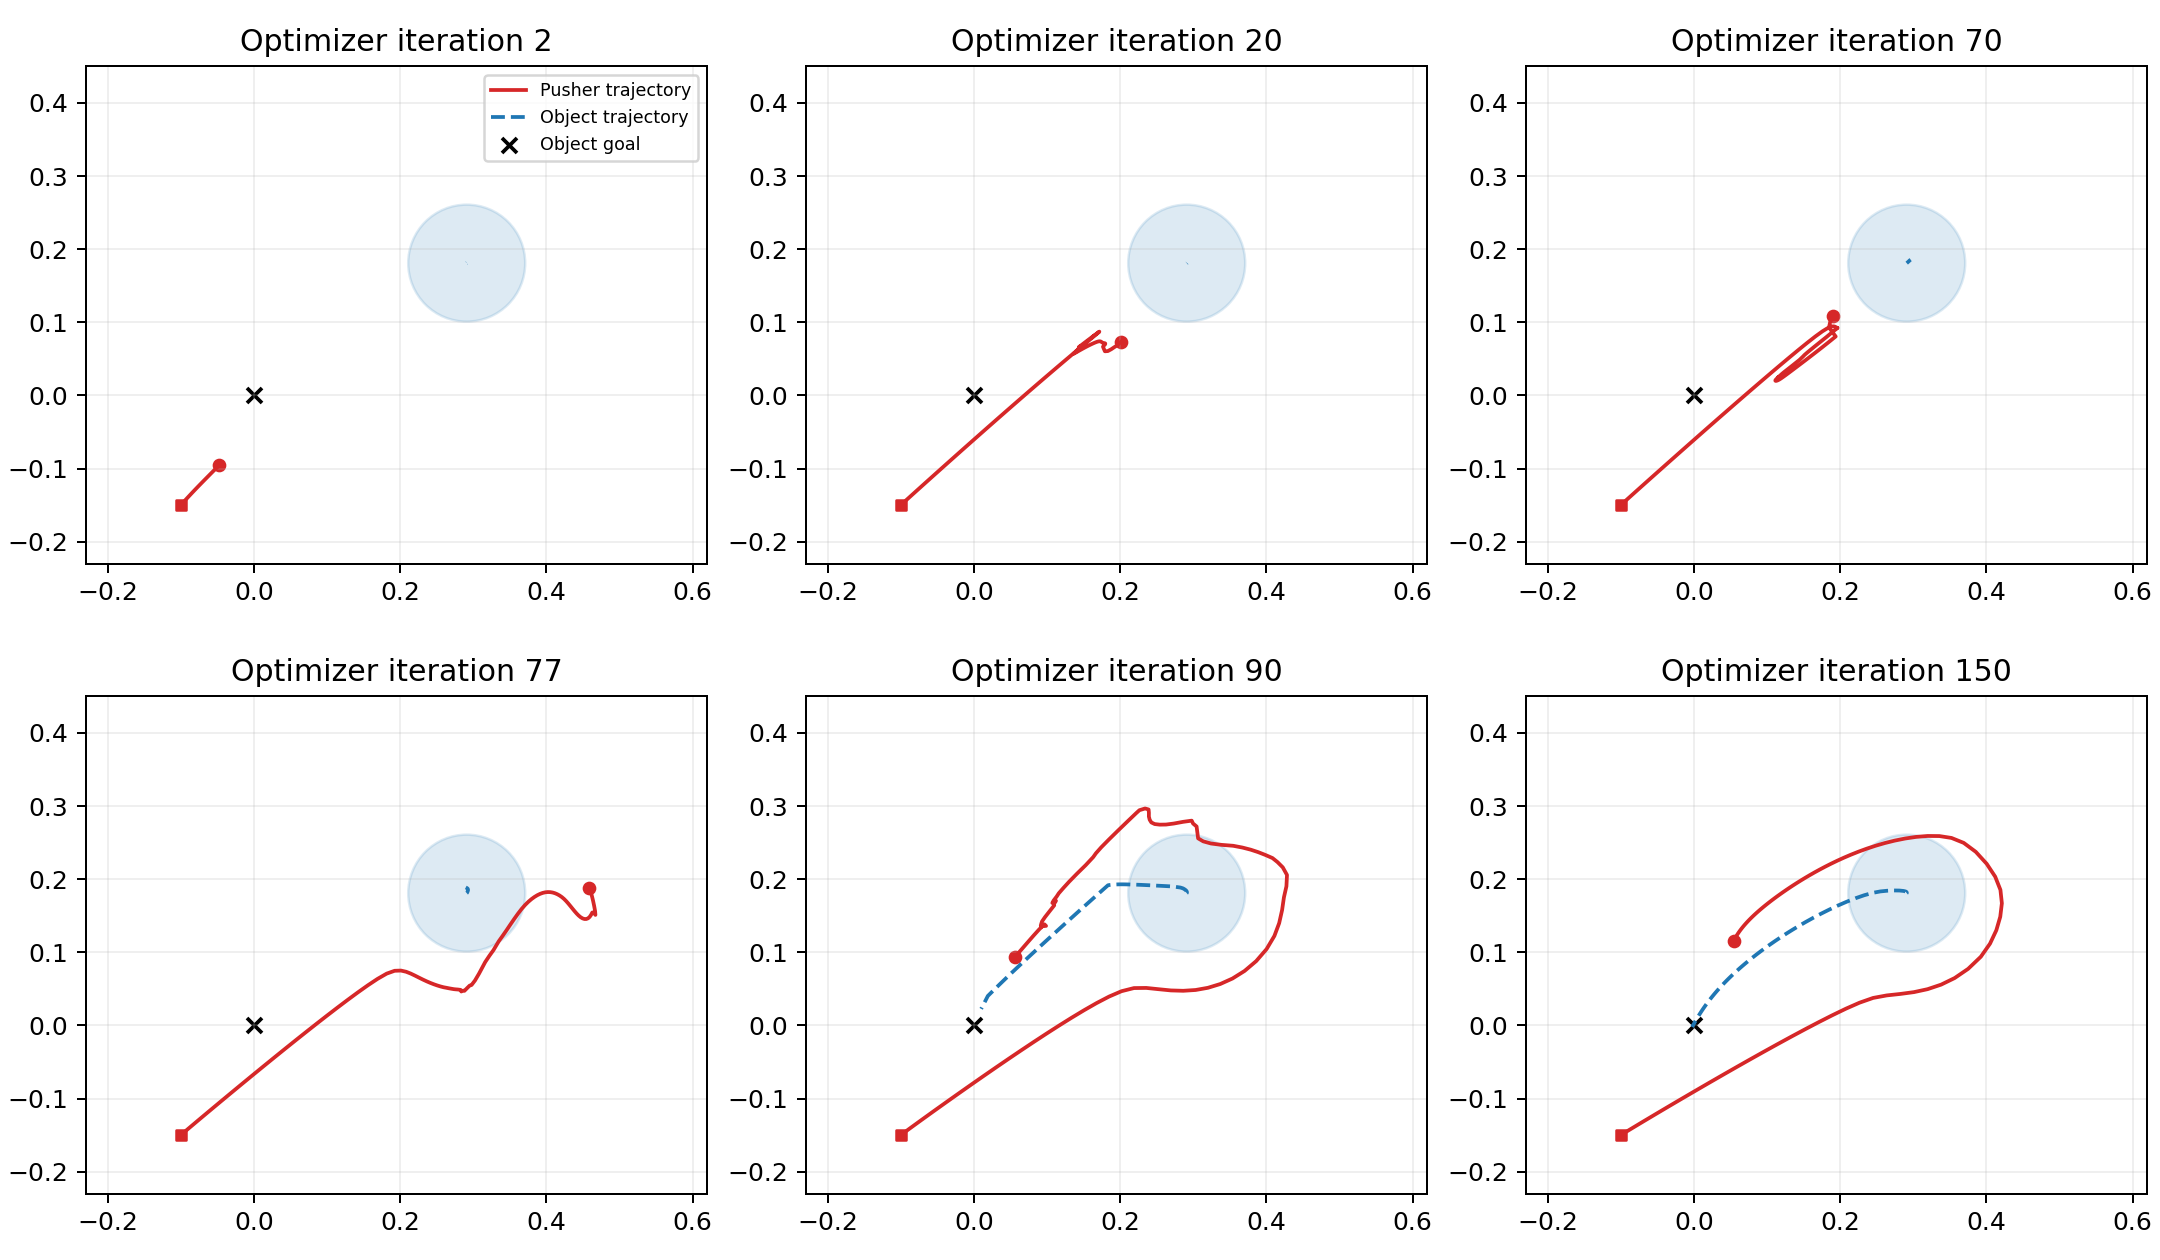 Optimizer iteration 2
Optimizer iteration 20
Optimizer iteration 70
Pusher trajectory
Object trajectory
Object goal
0.4
0.3
0.2
0.1
0.0
−0.1
−0.2
−0.2 0.0 0.2 0.4 0.6
0.4
0.3
0.2
0.1
0.0
−0.1
−0.2
−0.2 0.0 0.2 0.4 0.6
0.4
0.3
0.2
0.1
0.0
−0.1
−0.2
−0.2 0.0 0.2 0.4 0.6
Optimizer iteration 77
Optimizer iteration 90
Optimizer iteration 150
0.4
0.3
0.2
0.1
0.0
−0.1
−0.2
−0.2 0.0 0.2 0.4 0.6
0.4
0.3
0.2
0.1
0.0
−0.1
−0.2
−0.2 0.0 0.2 0.4 0.6
0.4
0.3
0.2
0.1
0.0
−0.1
−0.2
−0.2 0.0 0.2 0.4 0.6